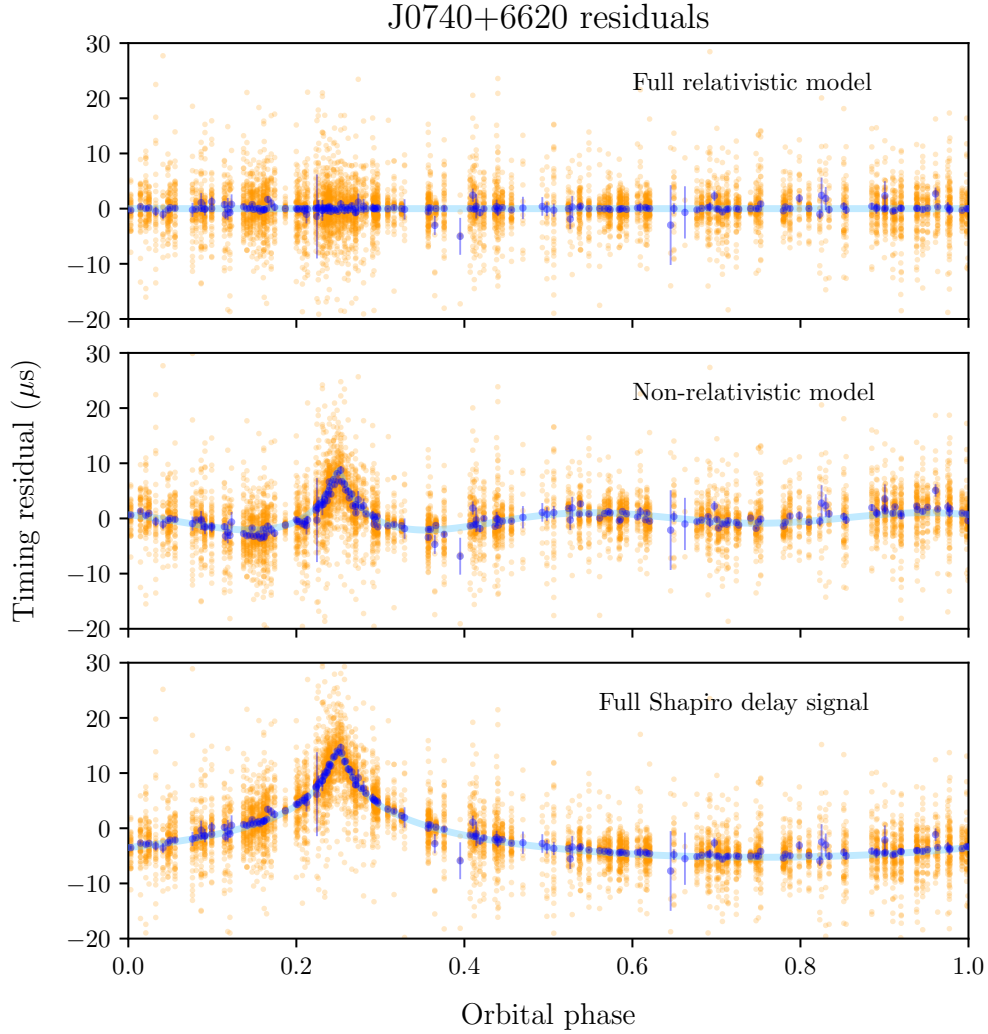 J0740+6620 residuals
30
20
10
0
−10
−20
Full relativistic model
30
20
10
0
−10
−20
Non-relativistic model
30
20
10
0
−10
−20
Full Shapiro delay signal
0.0 0.2 0.4 0.6 0.8 1.0
Timing residual (μs)
Orbital phase